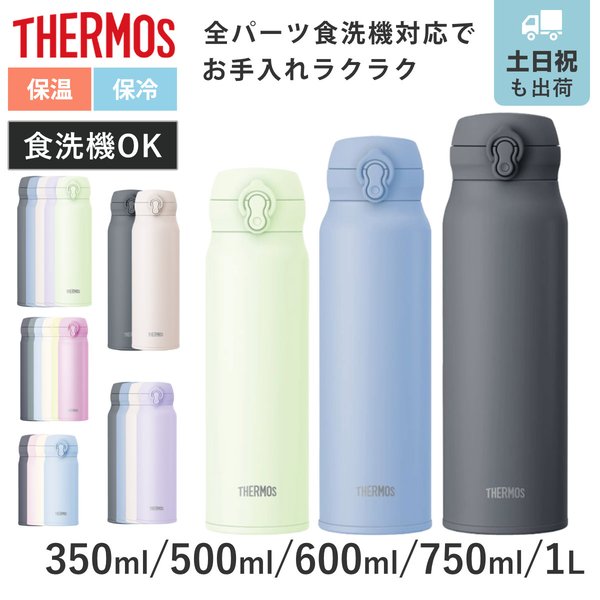 THERMOS
全パーツ食洗機対応で
お手入れラクラク
土日祝
も出荷
保温
保冷
食洗機OK
THERMOS
THERMOS
THERMOS
350ml/500ml/600ml/750ml/1L